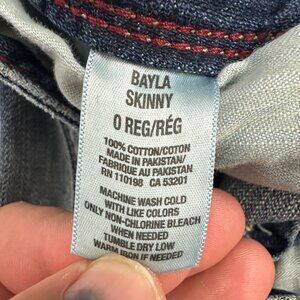 BAYLA
SKINNY
0 REG/RÉG
100% COTTON/COTON
MADE IN PAKISTAN/
FABRIQUE AU PAKISTAN
RN 110198 CA 53201
MACHINE WASH COLD
WITH LIKE COLORS
ONLY NON-CHLORINE BLEACH
WHEN NEEDED
TUMBLE DRY LOW
WARM IRON IF NEEDED